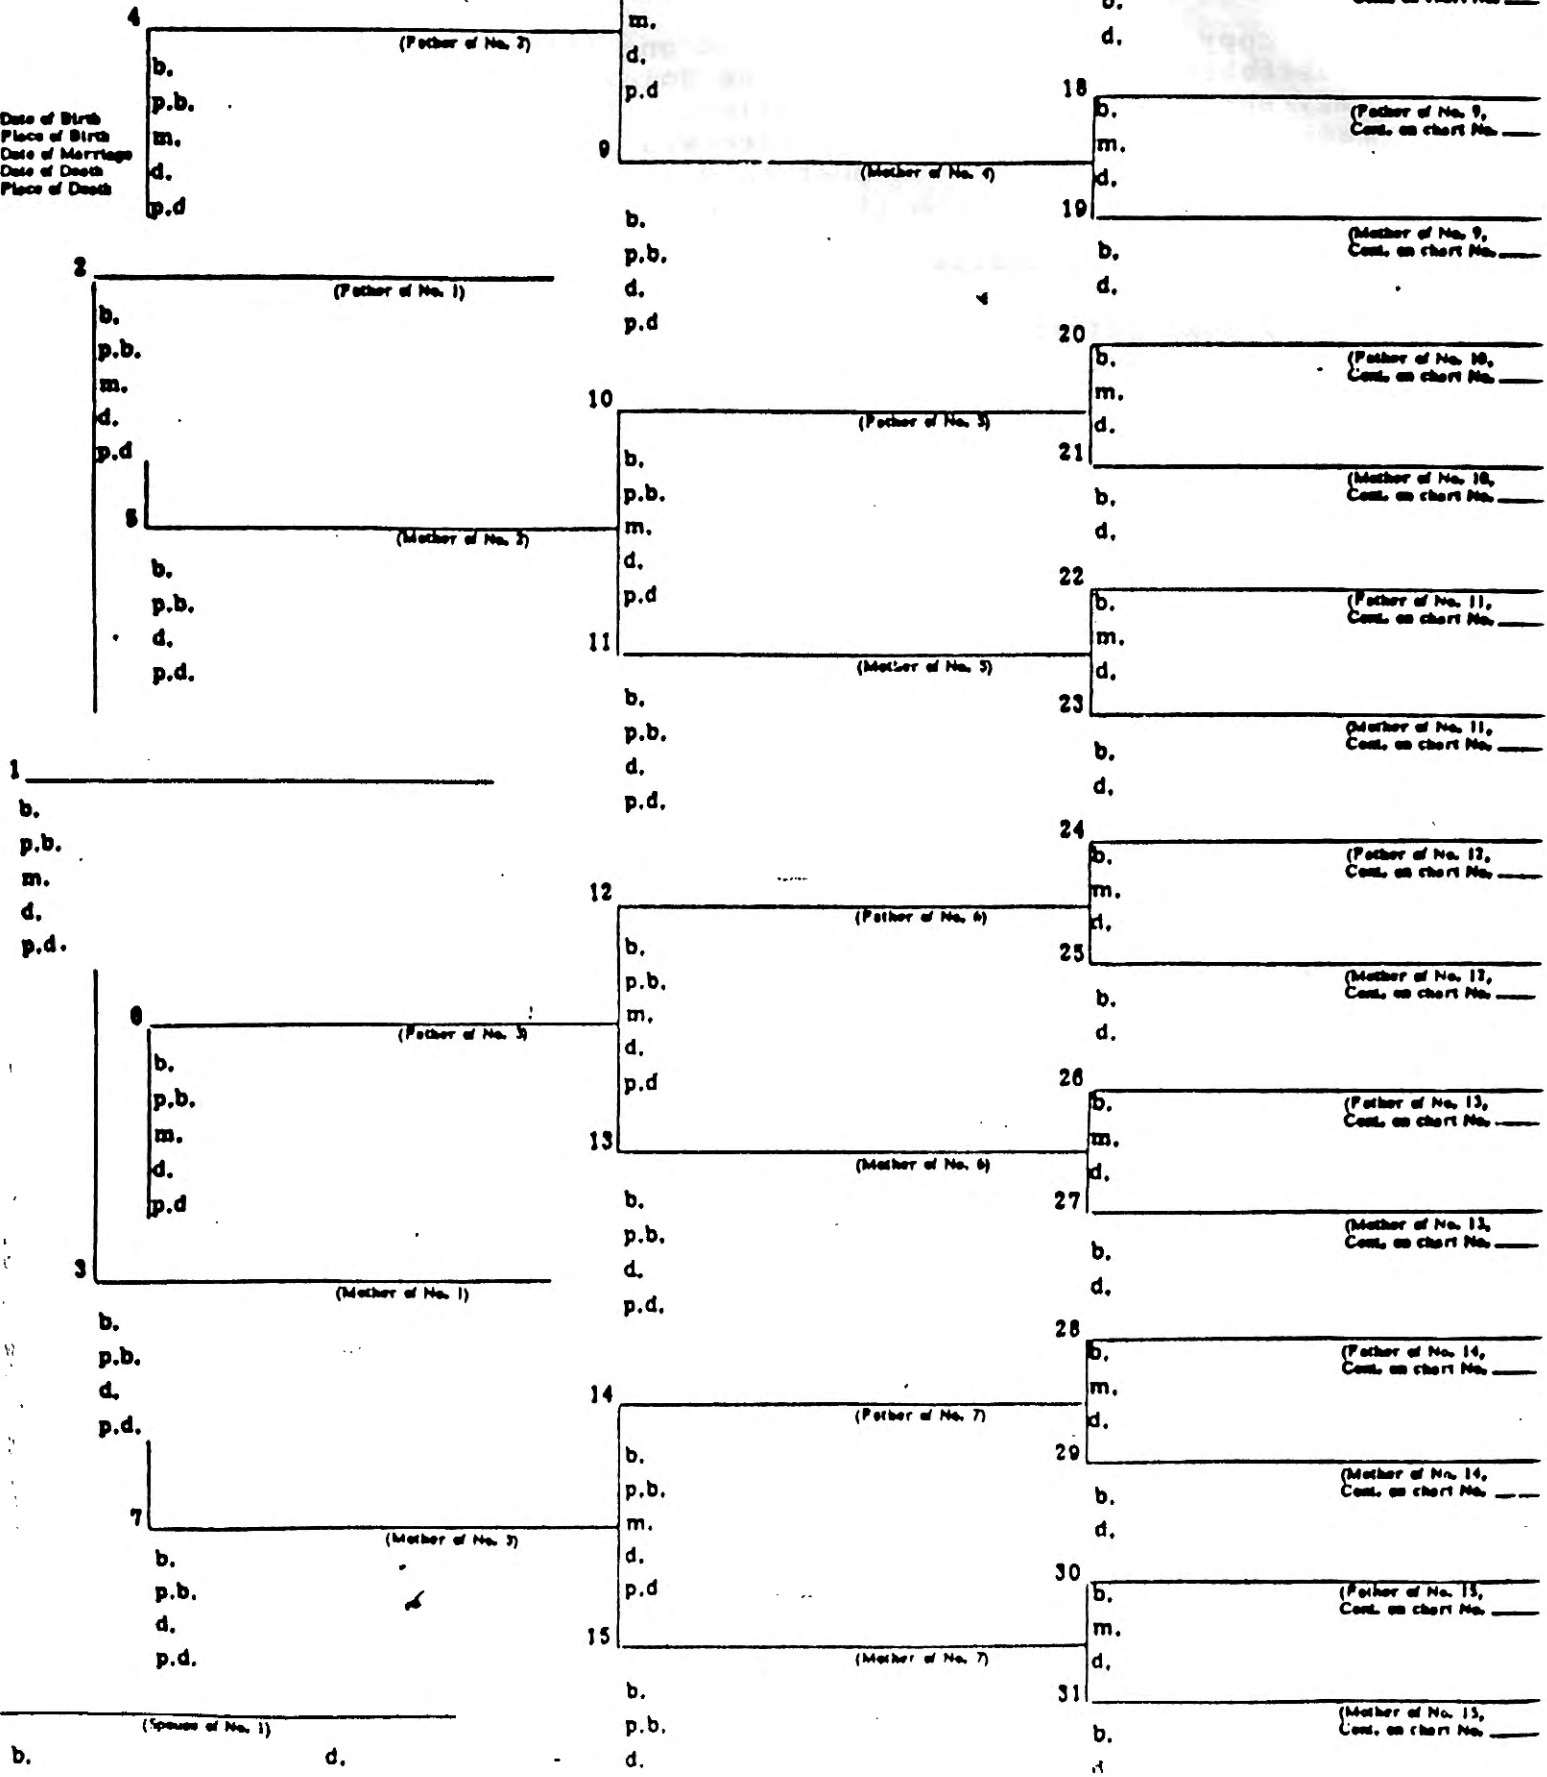 4
(Father of No. 2)
b.
p.b.
m.
d.
p.d
Date of Birth
Place of Birth
Date of Marriage
Date of Death
Place of Death
2
(Father of No. 1)
b.
p.b.
m.
d.
p.d
5
(Mother of No. 2)
b.
p.b.
d.
p.d.
1
b.
p.b.
m.
d.
p.d.
6
(Father of No. 3)
b.
p.b.
m.
d.
p.d
3
(Mother of No. 1)
b.
p.b.
d.
p.d.
7
(Mother of No. 3)
b.
p.b.
d.
p.d.
(Spouse of No. 1)
b. d.
m.
d.
p.d
9
(Mother of No. 4)
b.
p.b.
d.
p.d
10
(Father of No. 5)
b.
p.b.
m.
d.
p.d
11
(Mother of No. 5)
b.
p.b.
d.
p.d.
12
(Father of No. 6)
b.
p.b.
m.
d.
p.d
13
(Mother of No. 6)
b.
p.b.
d.
p.d.
14
(Father of No. 7)
b.
p.b.
m.
d.
p.d
15
(Mother of No. 7)
b.
p.b.
d.
b.
d.
18
b.
m.
d.
(Father of No. 9,
Cont. on chart No.
19
(Mother of No. 9,
Cont. on chart No.
b.
d.
20
b.
m.
d.
(Father of No. 10,
Cont. on chart No.
21
(Mother of No. 10,
Cont. on chart No.
b.
d.
22
b.
m.
d.
(Father of No. 11,
Cont. on chart No.
23
(Mother of No. 11,
Cont. on chart No.
b.
d.
24
b.
m.
d.
(Father of No. 12,
Cont. on chart No.
25
(Mother of No. 12,
Cont. on chart No.
b.
d.
26
b.
m.
d.
(Father of No. 13,
Cont. on chart No.
27
(Mother of No. 13,
Cont. on chart No.
b.
d.
28
b.
m.
d.
(Father of No. 14,
Cont. on chart No.
29
(Mother of No. 14,
Cont. on chart No.
b.
d.
30
b.
m.
d.
(Father of No. 15,
Cont. on chart No.
31
(Mother of No. 15,
Cont. on chart No.
b.
d